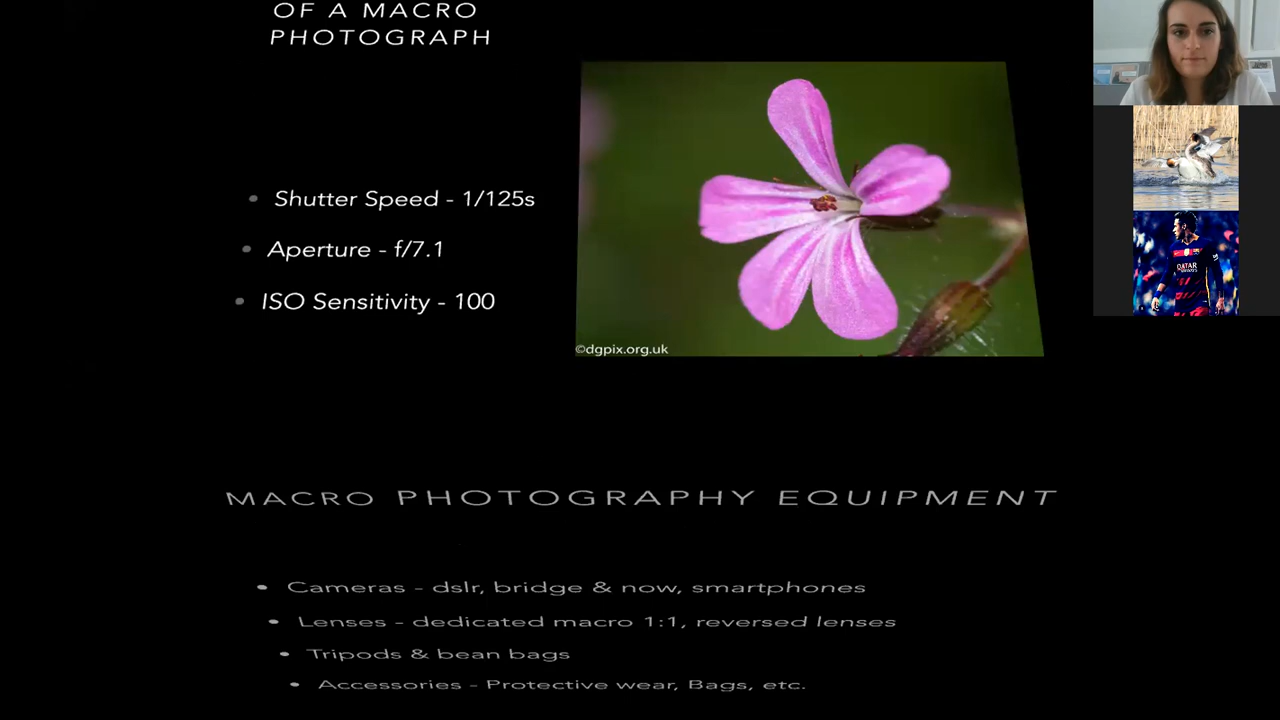 OF A MACRO
PHOTOGRAPH
• Shutter Speed - 1/125s
• Aperture - f/7.1
• ISO Sensitivity - 100
©dgpix.org.uk
QATAR
AIRWAYS
MACRO PHOTOGRAPHY EQUIPMENT
• Cameras - dslr, bridge & now, smartphones
• Lenses - dedicated macro 1:1, reversed lenses
• Tripods & bean bags
• Accessories - Protective wear, Bags, etc.